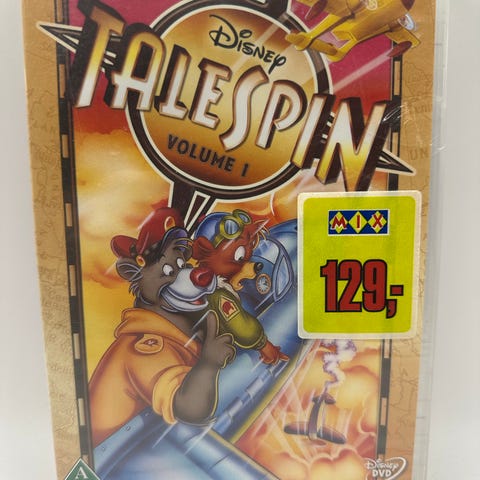 Disney
TALESPIN
VOLUME 1
MIX
129,-
A
Disney
DVD